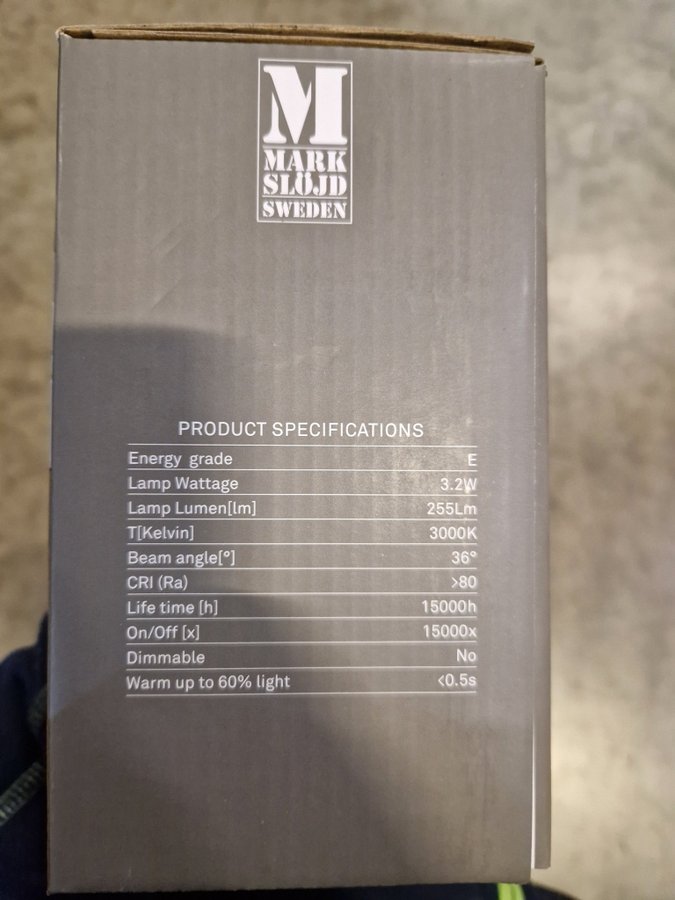 M
MARK
SLÖJD
SWEDEN
PRODUCT SPECIFICATIONS
Energy grade E
Lamp Wattage 3.2W
Lamp Lumen[lm] 255Lm
T[Kelvin] 3000K
Beam angle[°] 36°
CRI (Ra) >80
Life time [h] 15000h
On/Off [x] 15000x
Dimmable No
Warm up to 60% light <0.5s